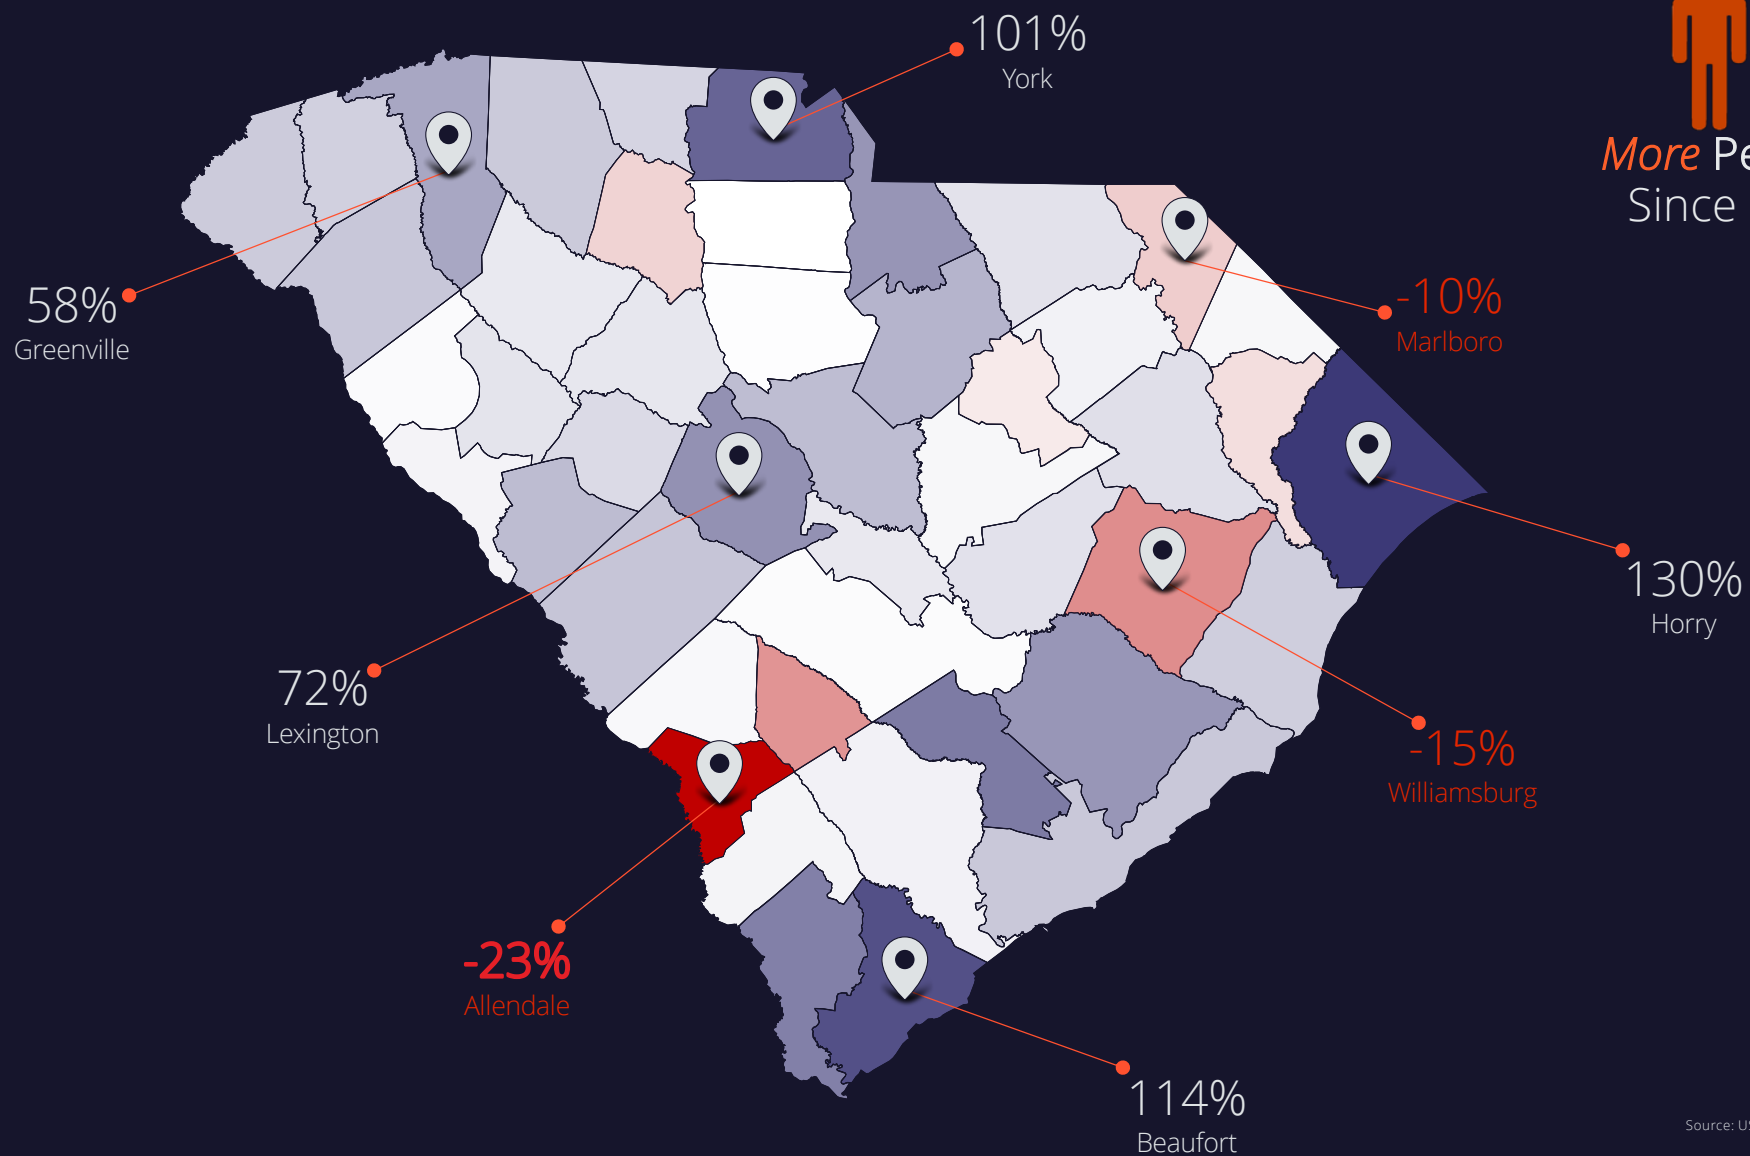 101%
York
More
Since
58%
Greenville
-10%
Marlboro
130%
Horry
72%
Lexington
-15%
Williamsburg
-23%
Allendale
114%
Beaufort
Source: